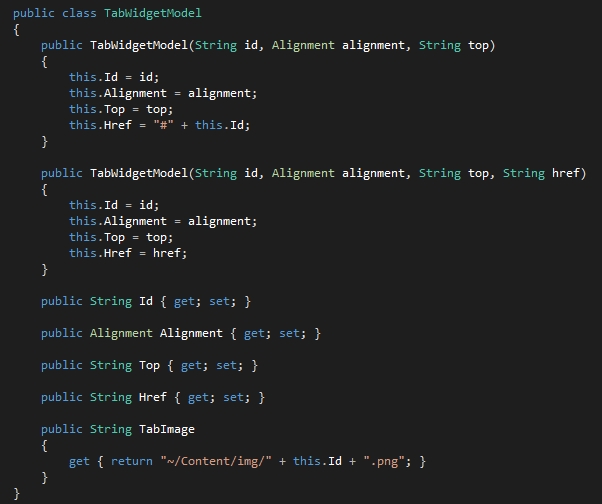 public class TabWidgetModel
{
    public TabWidgetModel(String id, Alignment alignment, String top)
    {
        this.Id = id;
        this.Alignment = alignment;
        this.Top = top;
        this.Href = "#" + this.Id;
    }

    public TabWidgetModel(String id, Alignment alignment, String top, String href)
    {
        this.Id = id;
        this.Alignment = alignment;
        this.Top = top;
        this.Href = href;
    }

    public String Id { get; set; }

    public Alignment Alignment { get; set; }

    public String Top { get; set; }

    public String Href { get; set; }

    public String TabImage
    {
        get { return "~/Content/img/" + this.Id + ".png"; }
    }
}